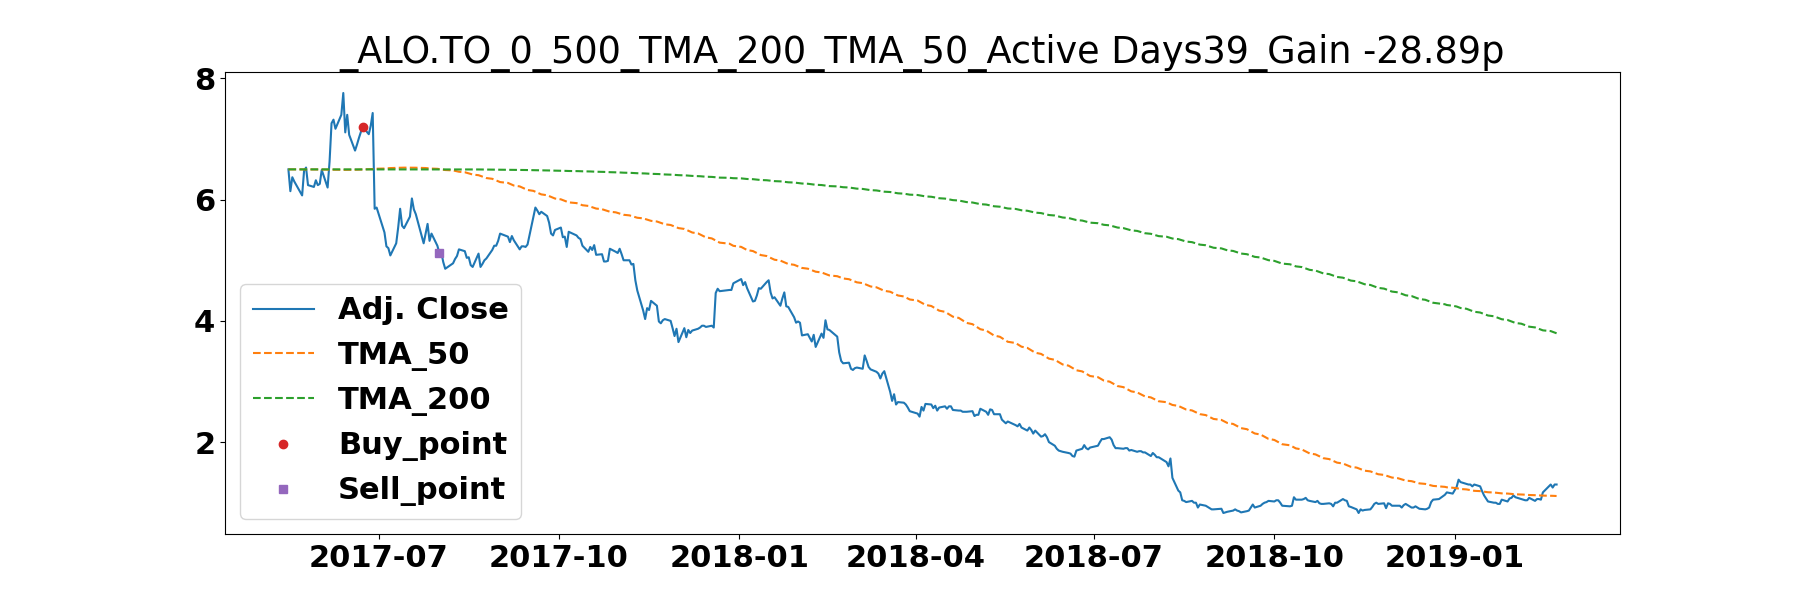 _ALO.TO_0_500_TMA_200_TMA_50_Active Days39_Gain -28.89p
8
6
4
2
Adj. Close
TMA_50
TMA_200
Buy_point
Sell_point
2017-07 2017-10 2018-01 2018-04 2018-07 2018-10 2019-01